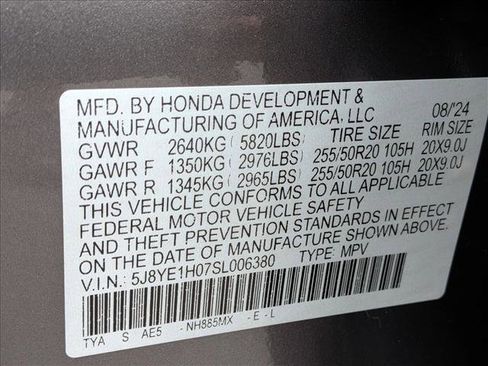 MFD. BY HONDA DEVELOPMENT &
MANUFACTURING OF AMERICA, LLC 08/'24
GVWR 2640KG (5820LBS) TIRE SIZE RIM SIZE
GAWR F 1350KG (2976LBS) 255/50R20 105H 20X9.0J
GAWR R 1345KG (2965LBS) 255/50R20 105H 20X9.0J
THIS VEHICLE CONFORMS TO ALL APPLICABLE
FEDERAL MOTOR VEHICLE SAFETY
AND THEFT PREVENTION STANDARDS IN EFFECT
ON THE DATE OF MANUFACTURE SHOWN ABOVE.
V.I.N.: 5J8YE1H07SL006380 TYPE: MPV
TYA S AE5 -NH885MX -E-L